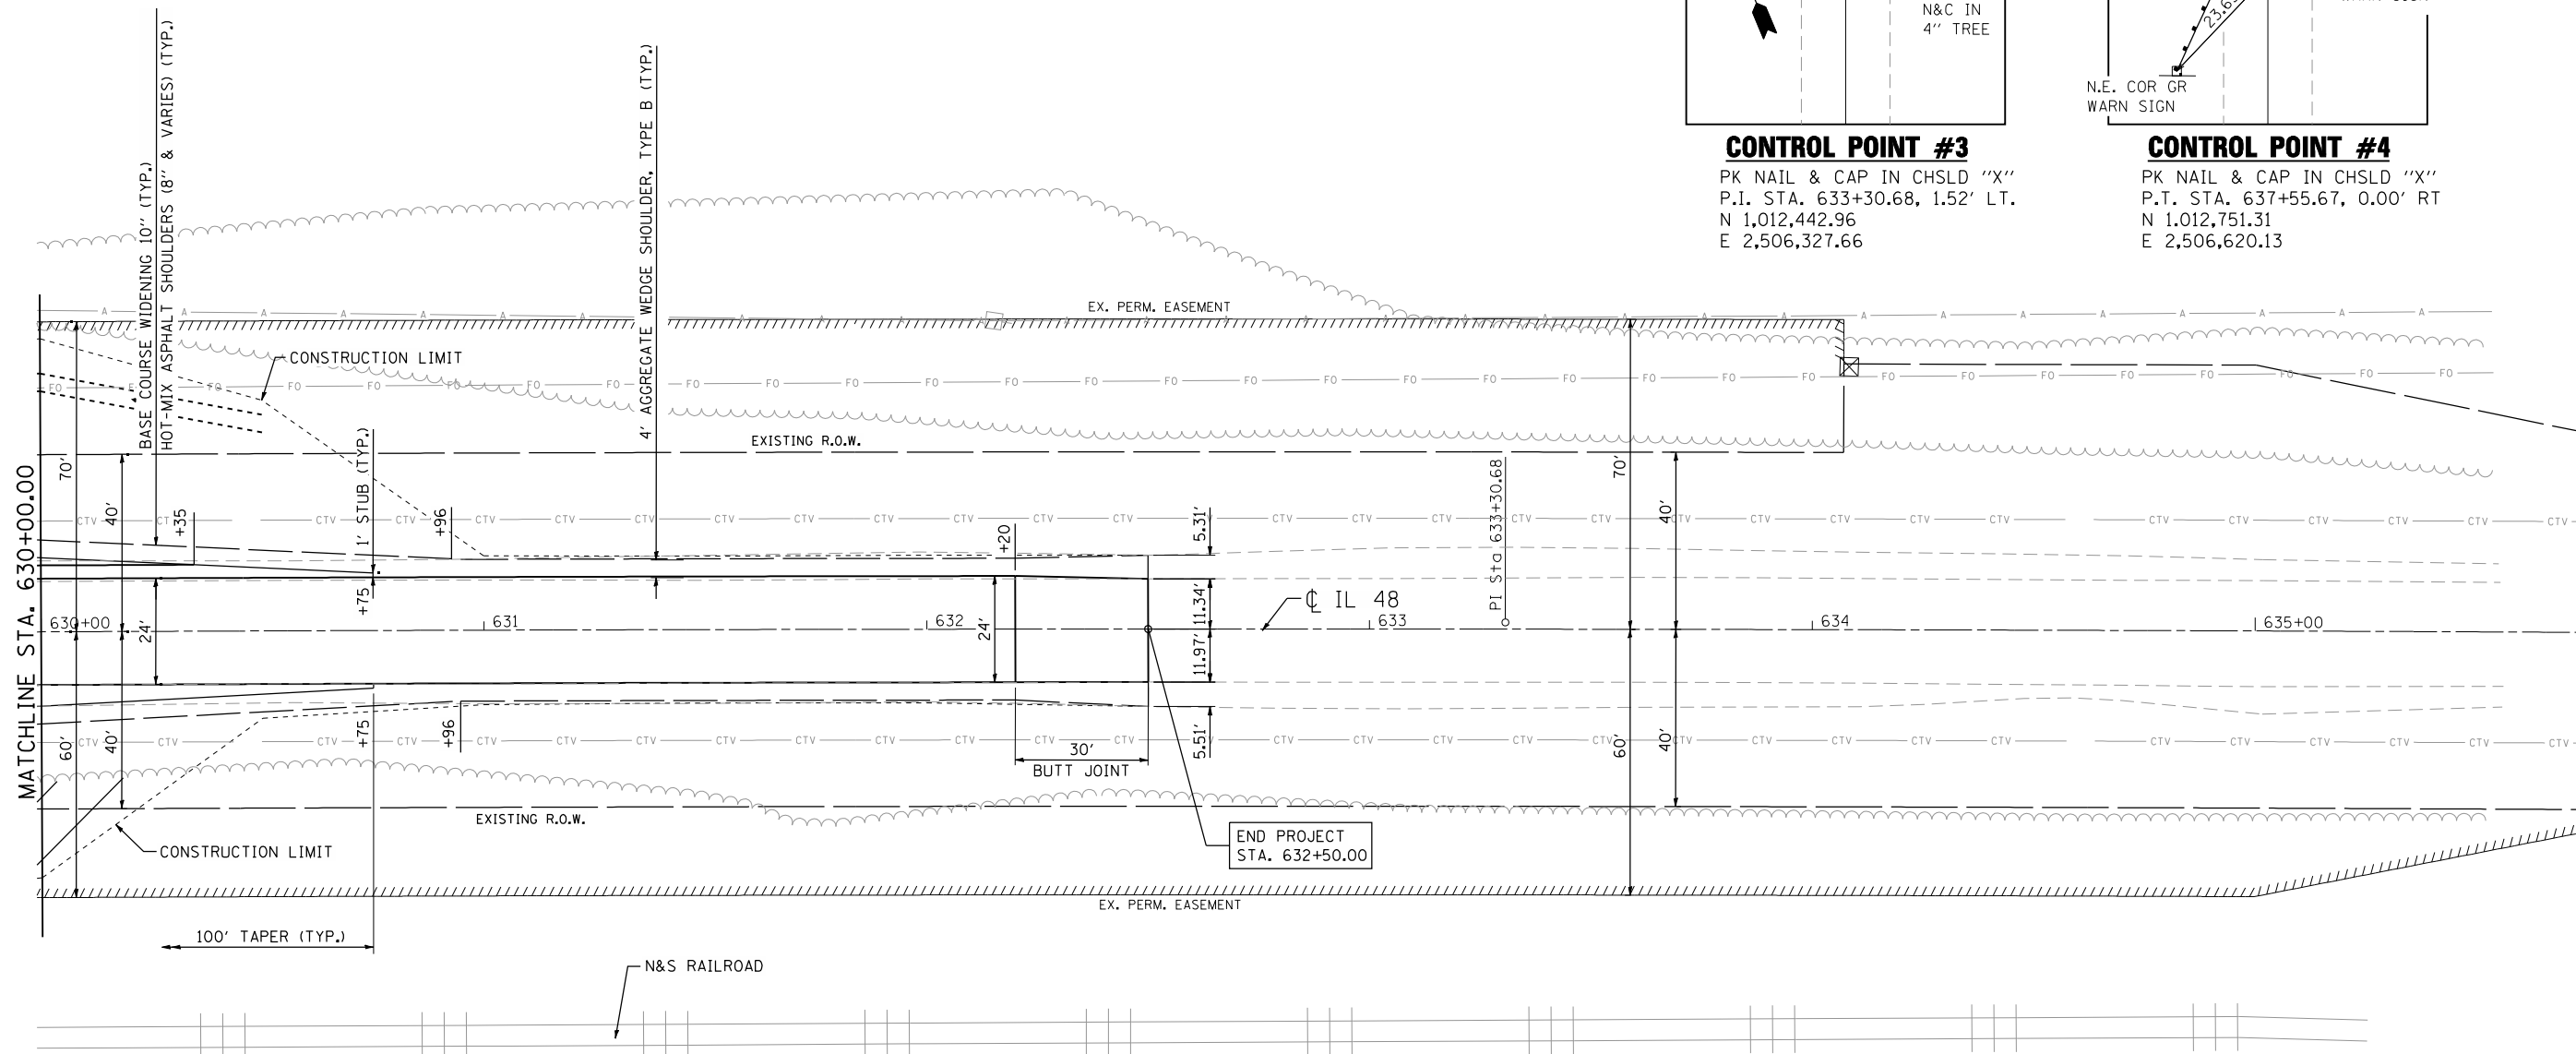 N&C IN
4'' TREE
CONTROL POINT #3
PK NAIL & CAP IN CHSLD ''X''
P.I. STA. 633+30.68, 1.52' LT.
N 1,012,442.96
E 2,506,327.66
N.E. COR GR
WARN SIGN
CONTROL POINT #4
PK NAIL & CAP IN CHSLD ''X''
P.T. STA. 637+55.67, 0.00' RT
N 1.012,751.31
E 2,506,620.13
BASE COURSE WIDENING 10'' (TYP.)
HOT-MIX ASPHALT SHOULDERS (8'' & VARIES) (TYP.)
4' AGGREGATE WEDGE SHOULDER, TYPE B (TYP.)
EX. PERM. EASEMENT
CONSTRUCTION LIMIT
EXISTING R.O.W.
MATCHLINE STA. 630+00.00
70'
40'
+35
1' STUB (TYP.)
+96
+20
5.31'
PI Sta 633+30.68
70'
40'
+75
24'
24'
11.34'
℄ IL 48
630+00
631
632
633
634
635+00
11.97'
60'
40'
+75
+96
30'
BUTT JOINT
5.51'
60'
40'
EXISTING R.O.W.
CONSTRUCTION LIMIT
END PROJECT
STA. 632+50.00
EX. PERM. EASEMENT
100' TAPER (TYP.)
N&S RAILROAD